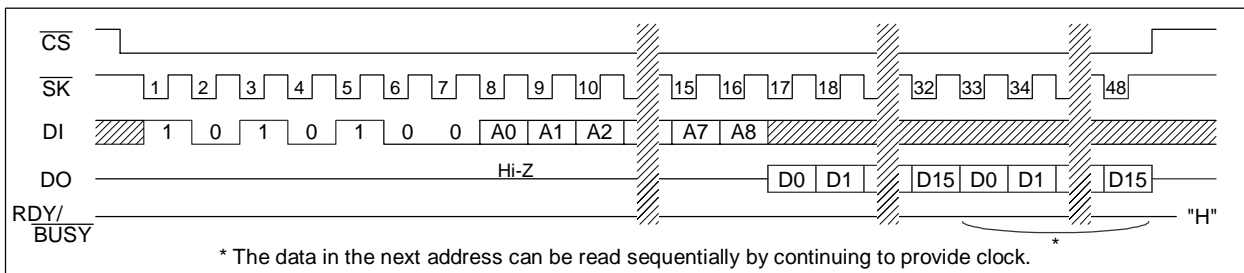 CS
SK 1 2 3 4 5 6 7 8 9 10 15 16 17 18 32 33 34 48
DI 1 0 1 0 1 0 0 A0 A1 A2 A7 A8
DO Hi-Z D0 D1 D15 D0 D1 D15
RDY/
BUSY "H"
*
* The data in the next address can be read sequentially by continuing to provide clock.